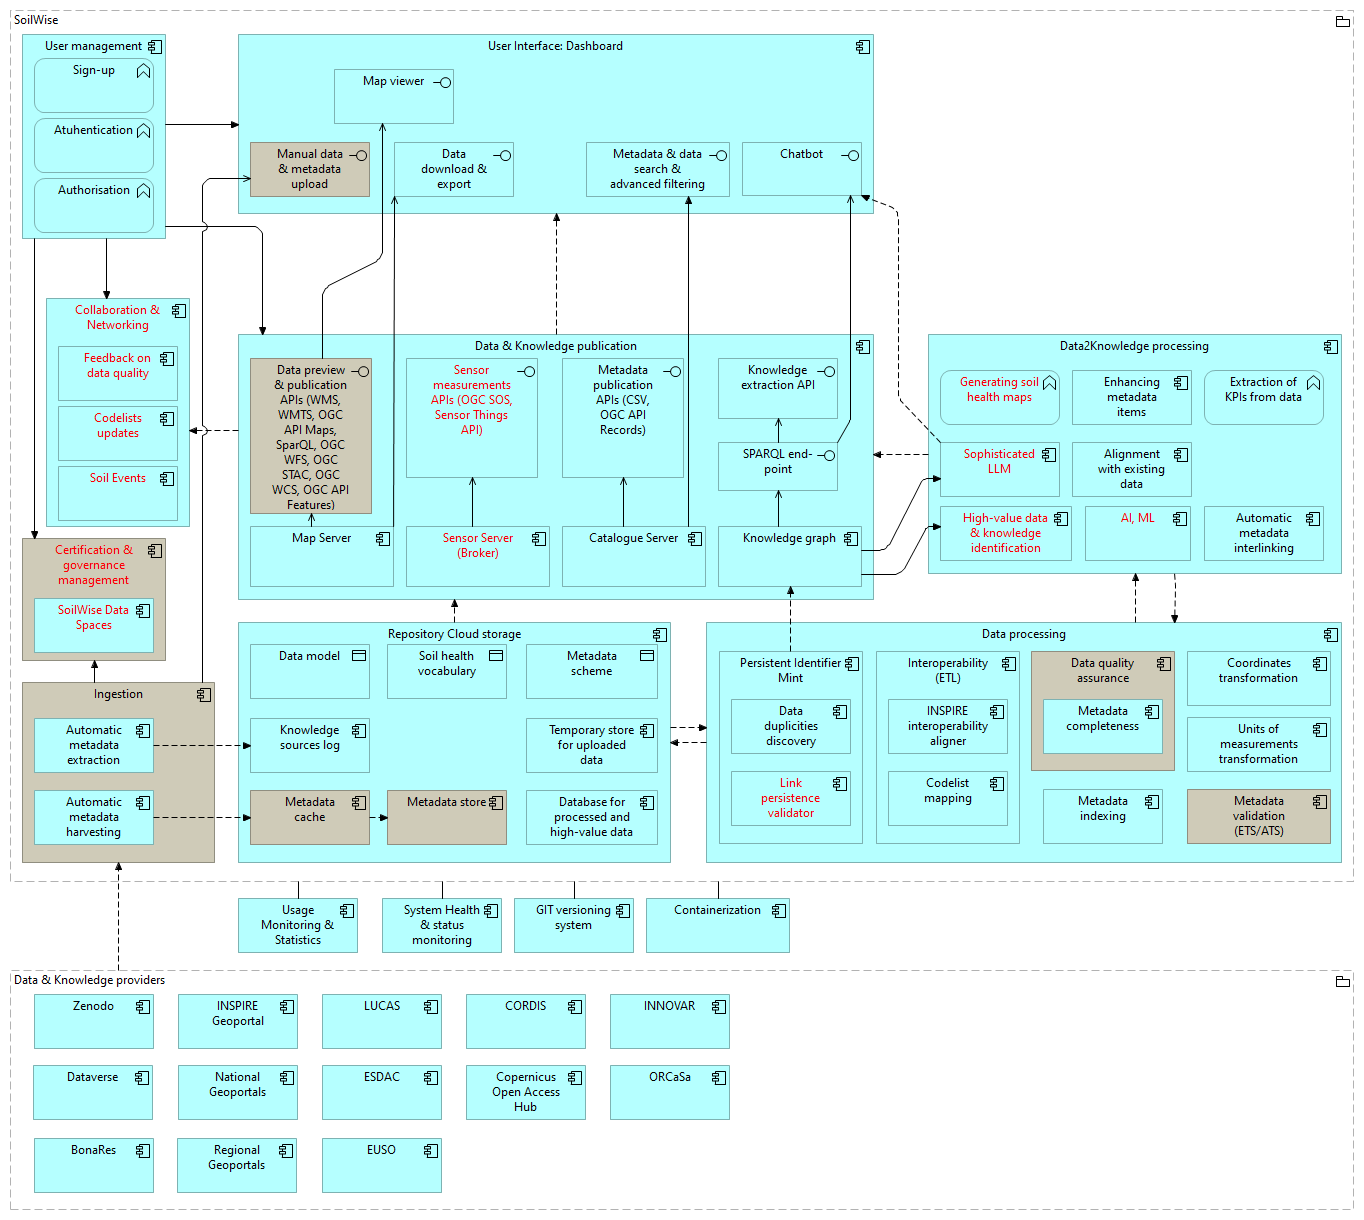 SoilWise
User management
Sign-up
Atuhentication
Authorisation
User Interface: Dashboard
Map viewer
Manual data
& metadata
upload
Data
download &
export
Metadata & data
search &
advanced filtering
Chatbot
Collaboration &
Networking
Feedback on
data quality
Codelists
updates
Soil Events
Data & Knowledge publication
Data preview
& publication
APIs (WMS,
WMTS, OGC
API Maps,
SparQL, OGC
WFS, OGC
STAC, OGC
WCS, OGC API
Features)
Sensor
measurements
APIs (OGC SOS,
Sensor Things
API)
Metadata
publication
APIs (CSV,
OGC API
Records)
Knowledge
extraction API
SPARQL end-
point
Map Server
Sensor Server
(Broker)
Catalogue Server
Knowledge graph
Data2Knowledge processing
Generating soil
health maps
Enhancing
metadata
items
Extraction of
KPIs from data
Sophisticated
LLM
Alignment
with existing
data
High-value data
& knowledge
identification
AI, ML
Automatic
metadata
interlinking
Certification &
governance
management
SoilWise Data
Spaces
Ingestion
Automatic
metadata
extraction
Automatic
metadata
harvesting
Repository Cloud storage
Data model
Soil health
vocabulary
Metadata
scheme
Knowledge
sources log
Temporary store
for uploaded
data
Metadata
cache
Metadata store
Database for
processed and
high-value data
Data processing
Persistent Identifier
Mint
Data
duplicities
discovery
Link
persistence
validator
Interoperability
(ETL)
INSPIRE
interoperability
aligner
Codelist
mapping
Data quality
assurance
Metadata
completeness
Metadata
indexing
Coordinates
transformation
Units of
measurements
transformation
Metadata
validation
(ETS/ATS)
Usage
Monitoring &
Statistics
System Health
& status
monitoring
GIT versioning
system
Containerization
Data & Knowledge providers
Zenodo
INSPIRE
Geoportal
LUCAS
CORDIS
INNOVAR
Dataverse
National
Geoportals
ESDAC
Copernicus
Open Access
Hub
ORCaSa
BonaRes
Regional
Geoportals
EUSO